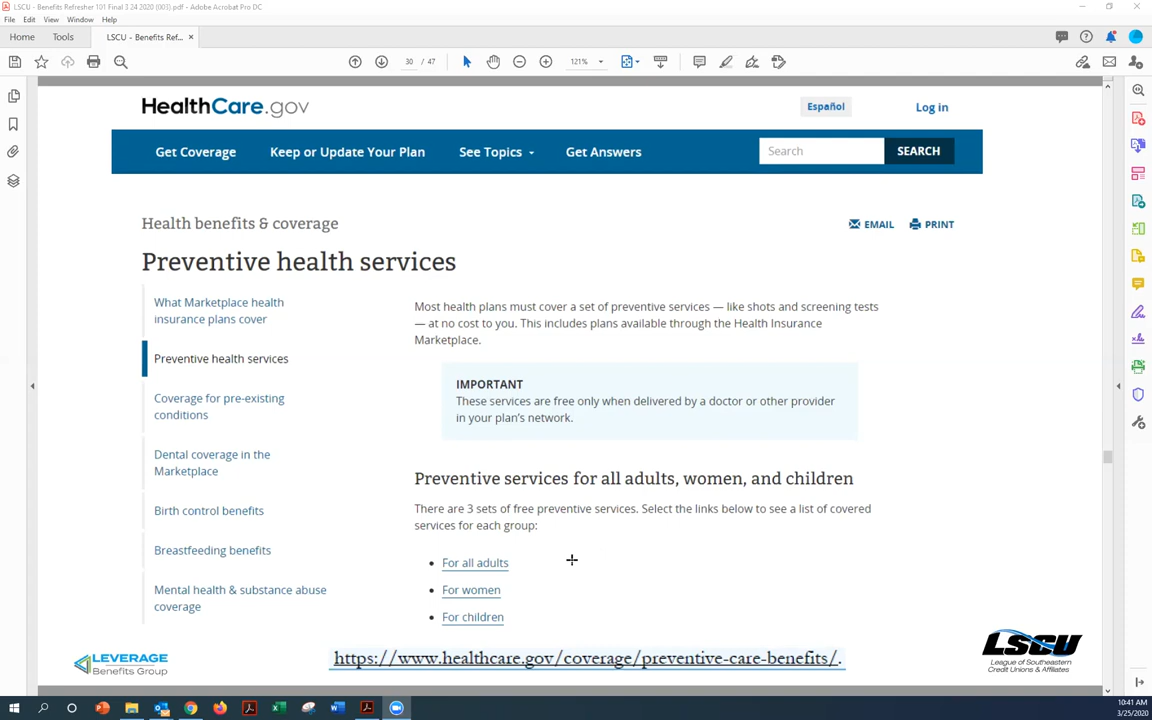 LSCU - Benefits Refresher 101 Final 3 24 2020 (003).pdf - Adobe Acrobat Pro DC
File Edit View Window Help
Home Tools LSCU - Benefits Ref... ×
30 / 47 121%
HealthCare.gov
Español Log in
Get Coverage Keep or Update Your Plan See Topics Get Answers Search SEARCH
Health benefits & coverage
EMAIL PRINT
Preventive health services
What Marketplace health
insurance plans cover
Preventive health services
Coverage for pre-existing
conditions
Dental coverage in the
Marketplace
Birth control benefits
Breastfeeding benefits
Mental health & substance abuse
coverage
Most health plans must cover a set of preventive services — like shots and screening tests
— at no cost to you. This includes plans available through the Health Insurance
Marketplace.
IMPORTANT
These services are free only when delivered by a doctor or other provider
in your plan's network.
Preventive services for all adults, women, and children
There are 3 sets of free preventive services. Select the links below to see a list of covered
services for each group:
• For all adults
• For women
• For children
LEVERAGE
Benefits Group
https://www.healthcare.gov/coverage/preventive-care-benefits/.
LSCU
League of Southeastern
Credit Unions & Affiliates
10:41 AM
3/25/2020